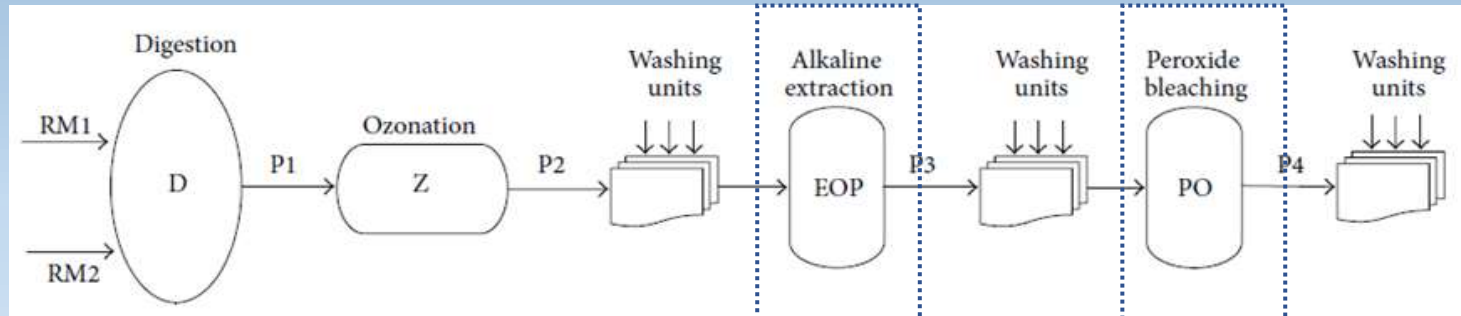 Digestion
RM1
D
RM2
P1
Ozonation
Z
P2
Washing
units
Alkaline
extraction
EOP
P3
Washing
units
Peroxide
bleaching
PO
P4
Washing
units